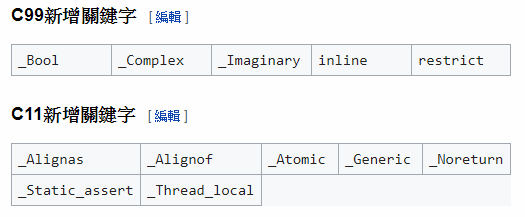 C99新增關鍵字 [編輯]
_Bool _Complex _Imaginary inline restrict
C11新增關鍵字 [編輯]
_Alignas _Alignof _Atomic _Generic _Noreturn
_Static_assert _Thread_local